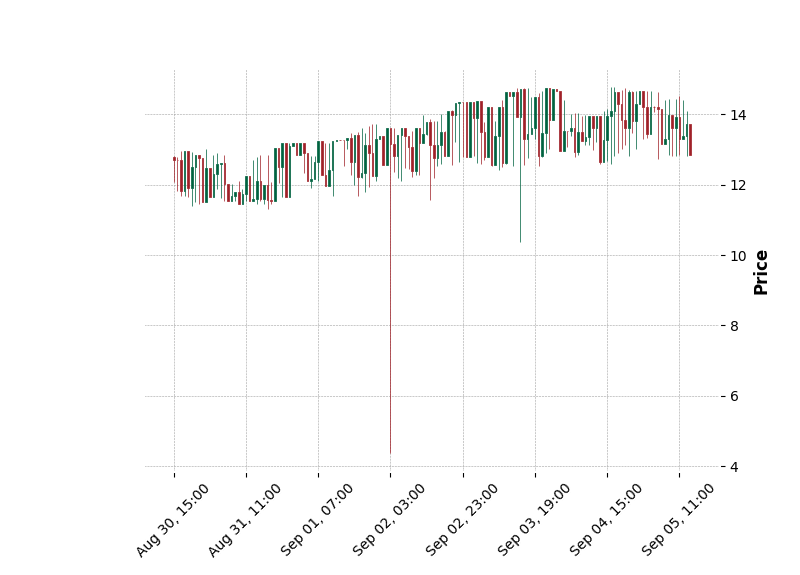 14
12
10
8
6
4
Price
Aug 30, 15:00
Aug 31, 11:00
Sep 01, 07:00
Sep 02, 03:00
Sep 02, 23:00
Sep 03, 19:00
Sep 04, 15:00
Sep 05, 11:00